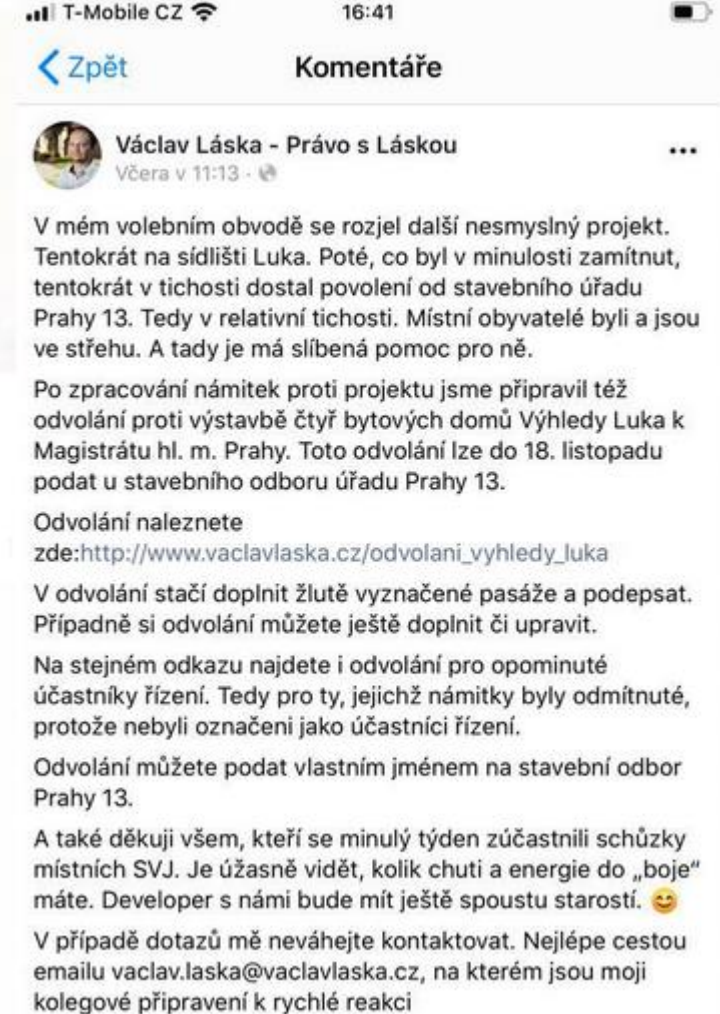 T-Mobile CZ
16:41
Zpět
Komentáře
Václav Láska - Právo s Láskou
Včera v 11:13 ·
V mém volebním obvodě se rozjel další nesmyslný projekt.
Tentokrát na sídlišti Luka. Poté, co byl v minulosti zamítnut,
tentokrát v tichosti dostal povolení od stavebního úřadu
Prahy 13. Tedy v relativní tichosti. Místní obyvatelé byli a jsou
ve střehu. A tady je má slíbená pomoc pro ně.
Po zpracování námitek proti projektu jsme připravil též
odvolání proti výstavbě čtyř bytových domů Výhledy Luka k
Magistrátu hl. m. Prahy. Toto odvolání lze do 18. listopadu
podat u stavebního odboru úřadu Prahy 13.
Odvolání naleznete
zde:http://www.vaclavlaska.cz/odvolani_vyhledy_luka
V odvolání stačí doplnit žlutě vyznačené pasáže a podepsat.
Případně si odvolání můžete ještě doplnit či upravit.
Na stejném odkazu najdete i odvolání pro opominuté
účastníky řízení. Tedy pro ty, jejichž námitky byly odmítnuté,
protože nebyli označeni jako účastníci řízení.
Odvolání můžete podat vlastním jménem na stavební odbor
Prahy 13.
A také děkuji všem, kteří se minulý týden zúčastnili schůzky
místních SVJ. Je úžasně vidět, kolik chuti a energie do „boje“
máte. Developer s námi bude mít ještě spoustu starostí. 😊
V případě dotazů mě neváhejte kontaktovat. Nejlépe cestou
emailu vaclav.laska@vaclavlaska.cz, na kterém jsou moji
kolegové připravení k rychlé reakci